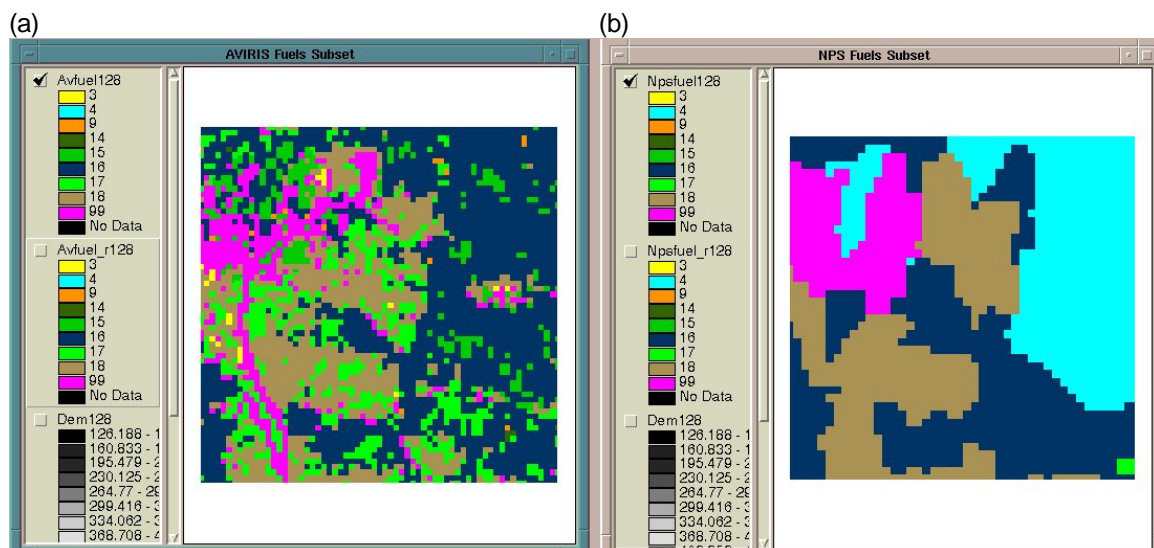 (a)
AVIRIS Fuels Subset
Avfuel128
3
4
9
14
15
16
17
18
99
No Data
Avfuel_r128
3
4
9
14
15
16
17
18
99
No Data
Dem128
126.188 - 1
160.833 - 1
195.479 - 2
230.125 - 2
264.77 - 29
299.416 - 3
334.062 - 3
368.708 - 4
(b)
NPS Fuels Subset
Npsfuel128
3
4
9
14
15
16
17
18
99
No Data
Npsfuel_r128
3
4
9
14
15
16
17
18
99
No Data
Dem128
126.188 - 1
160.833 - 1
195.479 - 2
230.125 - 2
264.77 - 29
299.416 - 3
334.062 - 3
368.708 - 4